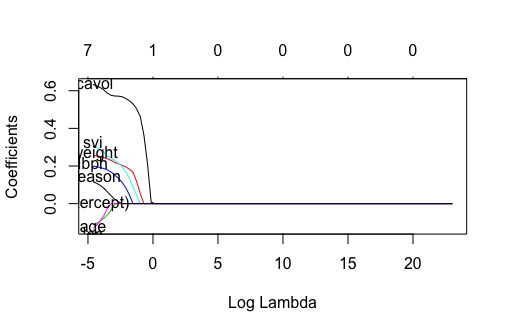 7 1 0 0 0 0
Coefficients
0.6
0.4
0.2
0.0
cavol
svi
weight
lbph
eason
ercept)
age
-5 0 5 10 15 20
Log Lambda